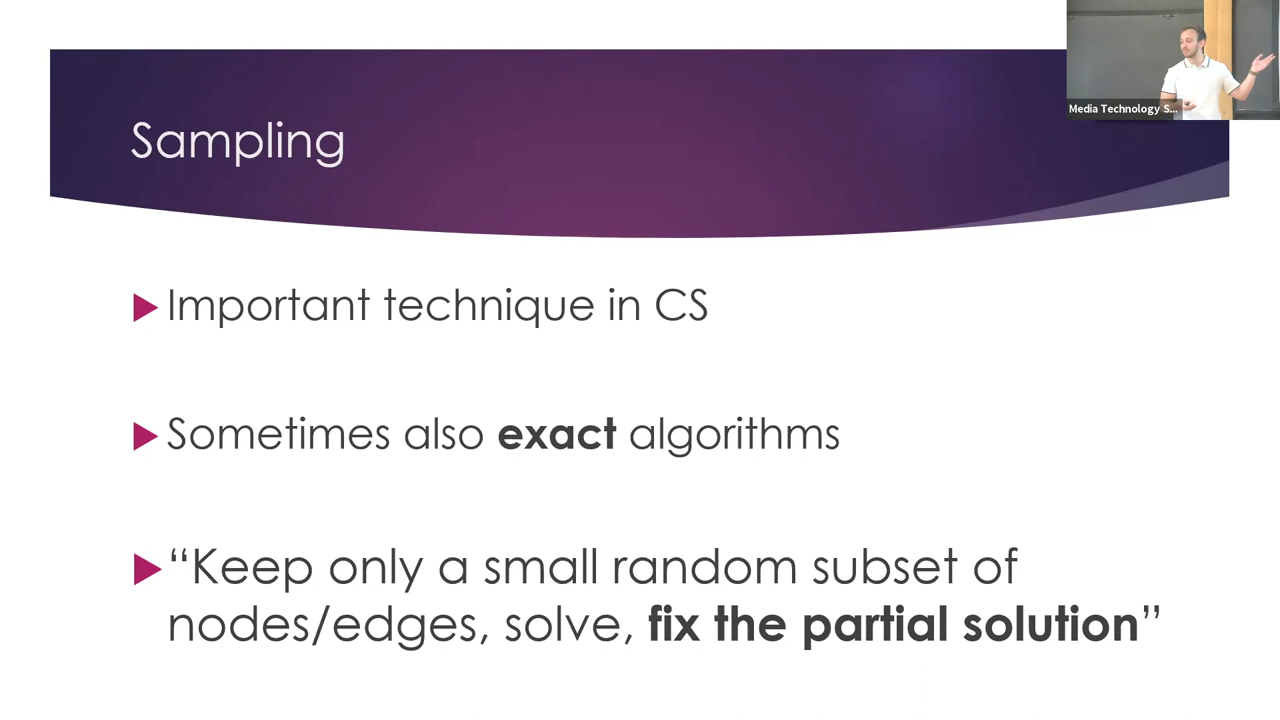 Media Technology S...
Sampling
Important technique in CS
Sometimes also exact algorithms
“Keep only a small random subset of
nodes/edges, solve, fix the partial solution”